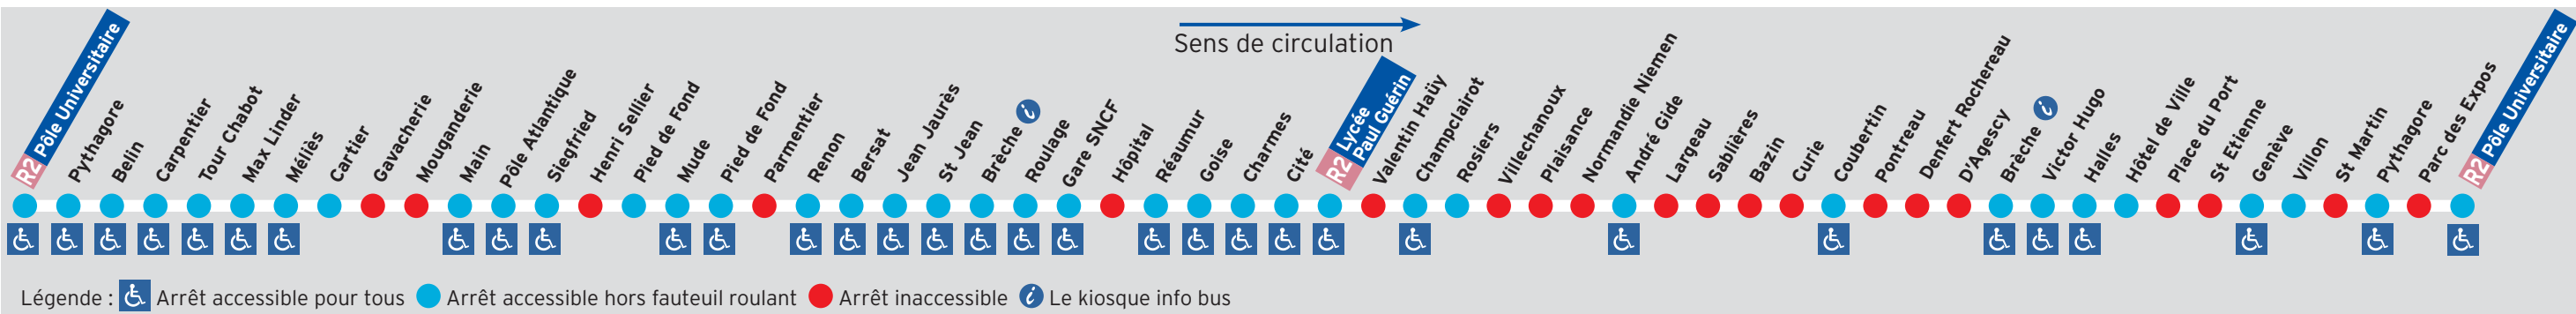 Sens de circulation
R2 Pôle Universitaire
Pythagore
Belin
Carpentier
Tour Chabot
Max Linder
Méliès
Cartier
Gavacherie
Mouganderie
Main
Pôle Atlantique
Siegfried
Henri Sellier
Pied de Fond
Mude
Pied de Fond
Parmentier
Renon
Bersat
Jean Jaurès
St Jean
Brèche i
Roulage
Gare SNCF
Hôpital
Réaumur
Goise
Charmes
Cité
R2 Lycée
Paul Guérin
Valentin Haüy
Champclairot
Rosiers
Villechanoux
Plaisance
Normandie Niemen
André Gide
Largeau
Sablières
Bazin
Curie
Coubertin
Pontreau
Denfert Rochereau
D'Agescy
Brèche i
Victor Hugo
Halles
Hôtel de Ville
Place du Port
St Etienne
Genève
Villon
St Martin
Pythagore
Parc des Expos
R2 Pôle Universitaire
Légende : Arrêt accessible pour tous Arrêt accessible hors fauteuil roulant Arrêt inaccessible i Le kiosque info bus